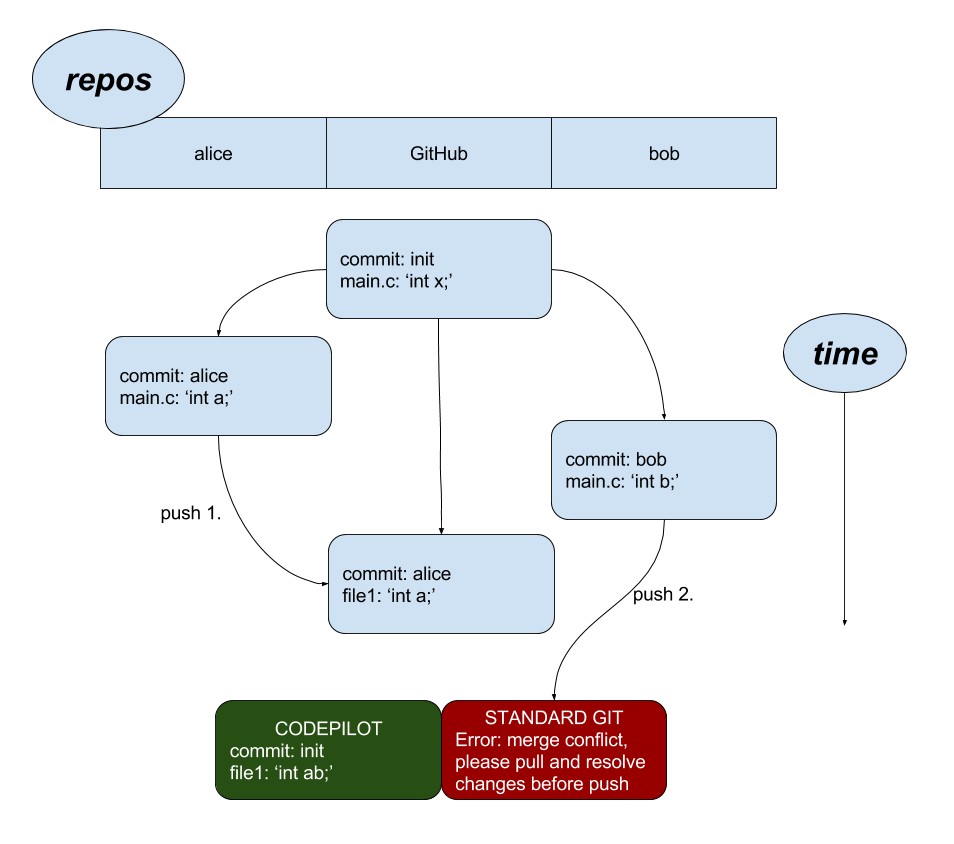 repos
alice
GitHub
bob
commit: init
main.c: ‘int x;’
time
commit: alice
main.c: ‘int a;’
commit: bob
main.c: ‘int b;’
push 1.
commit: alice
file1: ‘int a;’
push 2.
CODEPILOT
commit: init
file1: ‘int ab;’
STANDARD GIT
Error: merge conflict,
please pull and resolve
changes before push